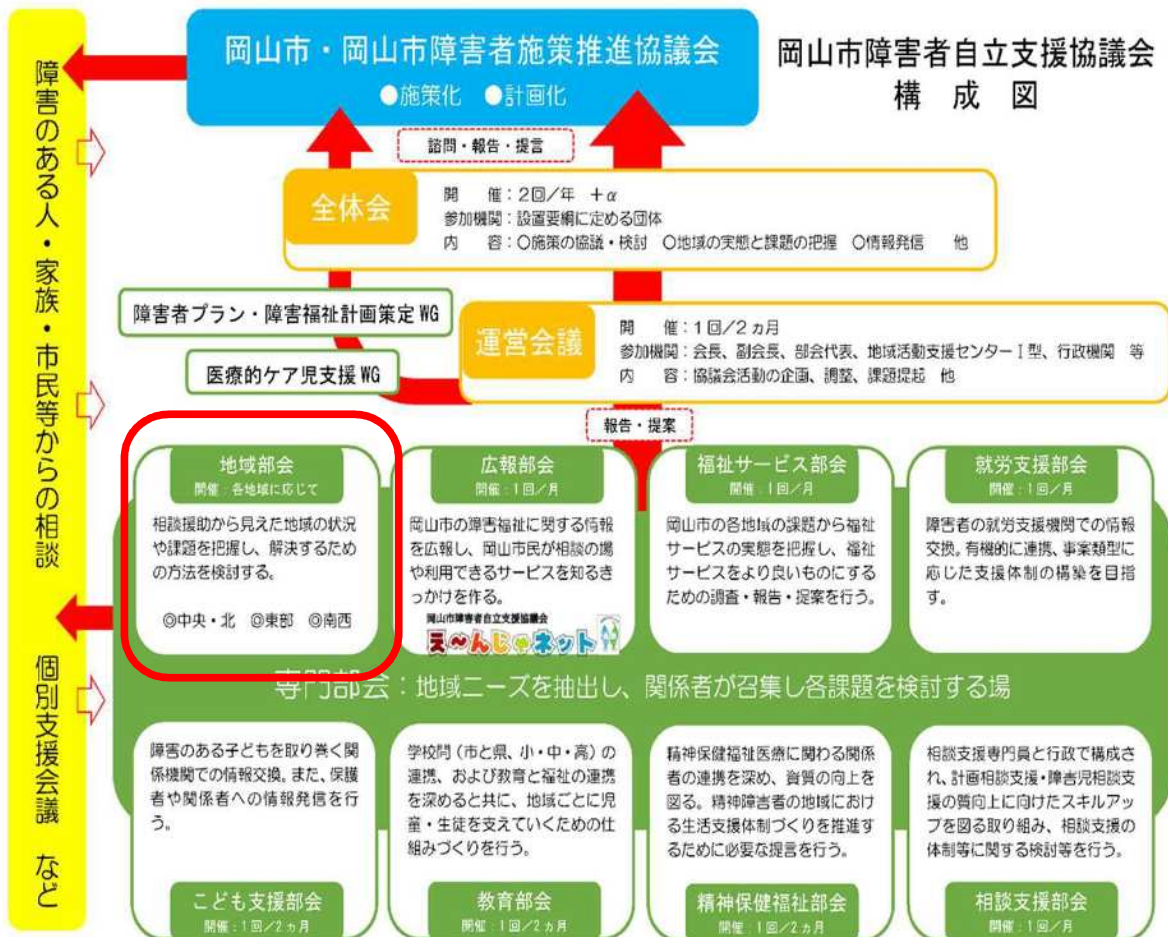 岡山市・岡山市障害者施策推進協議会
●施策化 ●計画化
岡山市障害者自立支援協議会
構成図
障害のある人・家族・市民等からの相談
個別支援会議 など
諮問・報告・提言
全体会
開 催：2回／年 +α
参加機関：設置要綱に定める団体
内 容：〇施策の協議・検討 〇地域の実態と課題の把握 〇情報発信 他
障害者プラン・障害福祉計画策定WG
医療的ケア児支援WG
運営会議
開 催：1回／2ヵ月
参加機関：会長、副会長、部会代表、地域活動支援センターⅠ型、行政機関 等
内 容：協議会活動の企画、調整、課題提起 他
報告・提案
地域部会
開催：各地域に応じて
相談援助から見えた地域の状況
や課題を把握し、解決するため
の方法を検討する。
◎中央・北 ◎東部 ◎南西
広報部会
開催：1回／月
岡山市の障害福祉に関する情報
を広報し、岡山市民が相談の場
や利用できるサービスを知るき
っかけを作る。
岡山市障害者自立支援協議会
え～んじゃネット
福祉サービス部会
開催：1回／月
岡山市の各地域の課題から福祉
サービスの実態を把握し、福祉
サービスをより良いものにする
ための調査・報告・提案を行う。
就労支援部会
開催：1回／月
障害者の就労支援機関での情報
交換。有機的に連携、事案類型に
応じた支援体制の構築を目指
す。
専門部会：地域ニーズを抽出し、関係者が召集し各課題を検討する場
障害のある子どもを取り巻く関
係機関での情報交換。また、保護
者や関係者への情報発信を行
う。
こども支援部会
開催：1回／2ヵ月
学校間（市と県、小・中・高）の
連携、および教育と福祉の連携
を深めると共に、地域ごとに児
童・生徒を支えていくための仕
組みづくりを行う。
教育部会
開催：1回／2ヵ月
精神保健福祉医療に関わる関係
者の連携を深め、資質の向上を
図る。精神障害者の地域におけ
る生活支援体制づくりを推進す
るために必要な提言を行う。
精神保健福祉部会
開催：1回／2ヵ月
相談支援専門員と行政で構成さ
れ、計画相談支援・障害児相談支
援の質向上に向けたスキルアッ
プを図る取り組み、相談支援の
体制等に関する検討等を行う。
相談支援部会
開催：1回／月